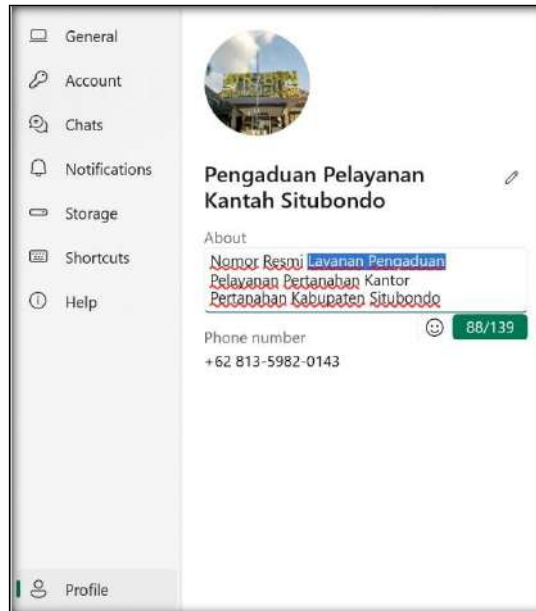 General
Account
Chats
Notifications
Storage
Shortcuts
Help
Profile
Pengaduan Pelayanan
Kantah Situbondo
About
Nomor Resmi Layanan Pengaduan
Pelayanan Pertanahan Kantor
Pertanahan Kabupaten Situbondo
88/139
Phone number
+62 813-5982-0143